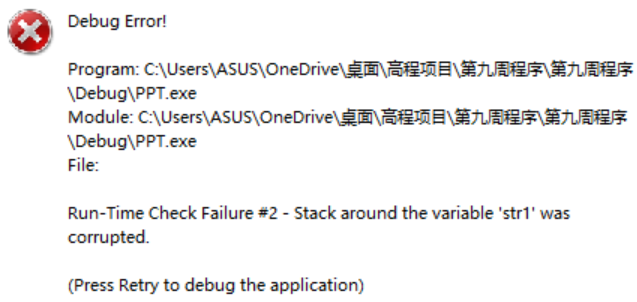 Debug Error!
Program: C:\Users\ASUS\OneDrive\桌面\高程项目\第九周程序\第九周程序
\Debug\PPT.exe
Module: C:\Users\ASUS\OneDrive\桌面\高程项目\第九周程序\第九周程序
\Debug\PPT.exe
File:
Run-Time Check Failure #2 - Stack around the variable 'str1' was
corrupted.
(Press Retry to debug the application)